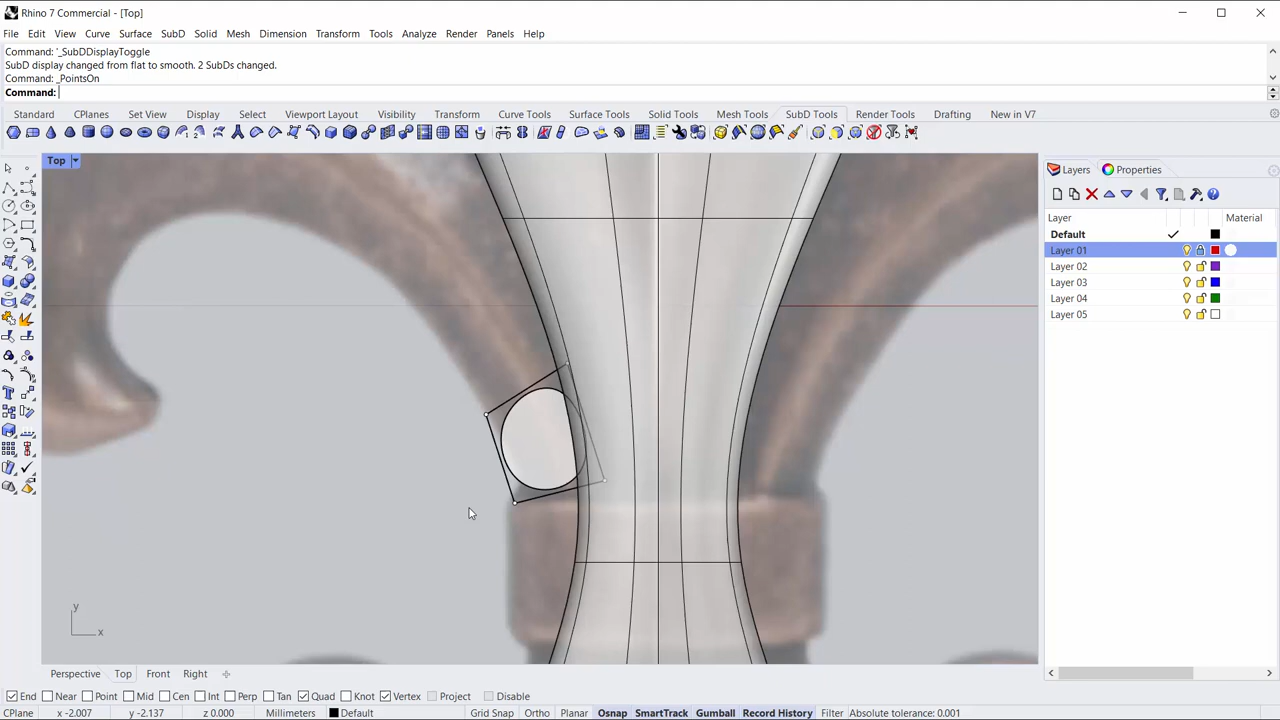 Rhino 7 Commercial - [Top]
File Edit View Curve Surface SubD Solid Mesh Dimension Transform Tools Analyze Render Panels Help
Command: '_SubDDisplayToggle
SubD display changed from flat to smooth. 2 SubDs changed.
Command: _PointsOn
Command:
Standard CPlanes Set View Display Select Viewport Layout Visibility Transform Curve Tools Surface Tools Solid Tools Mesh Tools SubD Tools Render Tools Drafting New in V7
Top
Layers Properties
Layer Material
Default
Layer 01
Layer 02
Layer 03
Layer 04
Layer 05
y
x
Perspective Top Front Right
End Near Point Mid Cen Int Perp Tan Quad Knot Vertex Project Disable
CPlane x -2.007 y -2.137 z 0.000 Millimeters Default Grid Snap Ortho Planar Osnap SmartTrack Gumball Record History Filter Absolute tolerance: 0.001